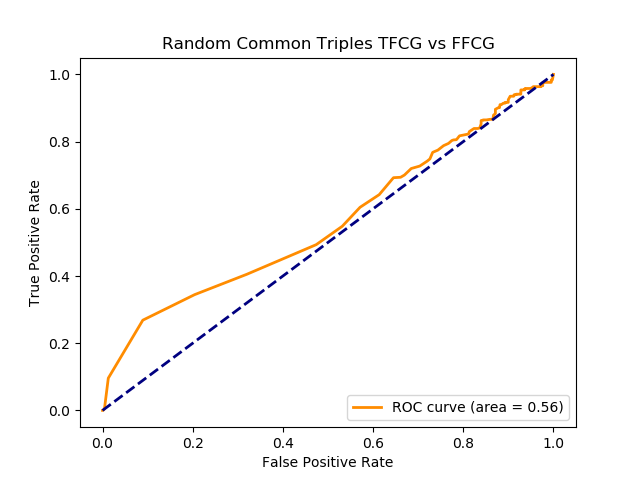 Random Common Triples TFCG vs FFCG
1.0
0.8
0.6
0.4
0.2
0.0
True Positive Rate
0.0 0.2 0.4 0.6 0.8 1.0
False Positive Rate
ROC curve (area = 0.56)